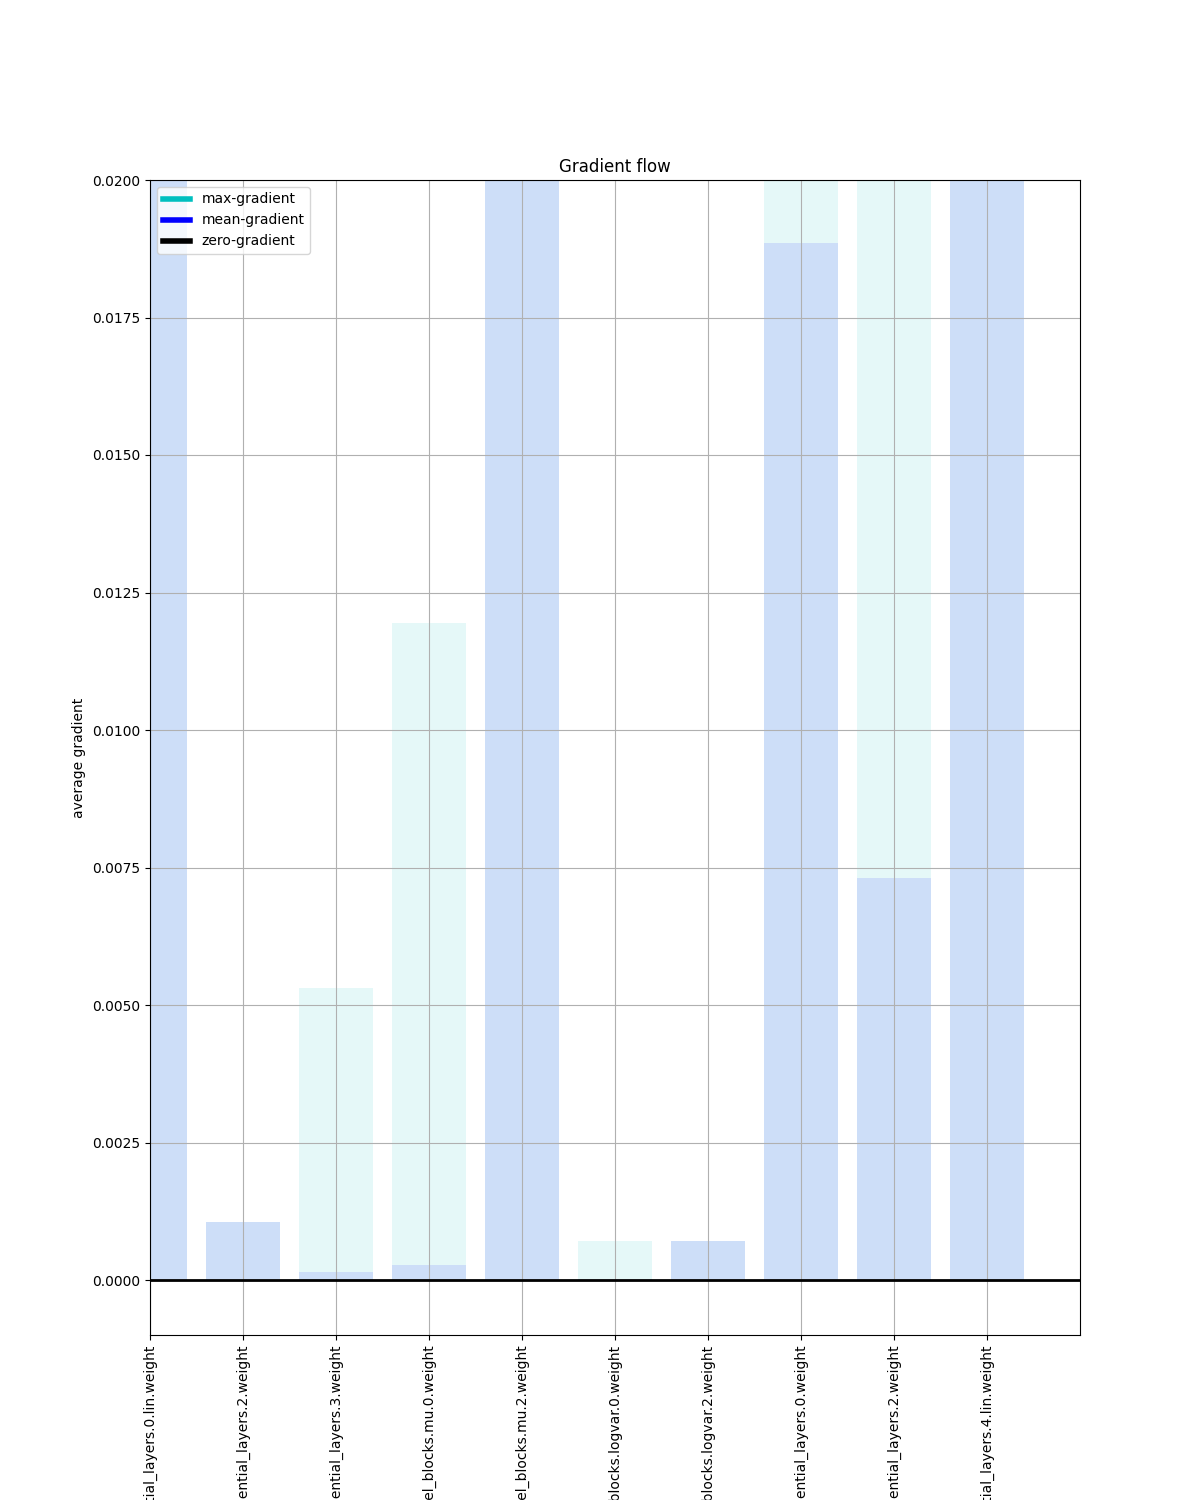 Gradient flow
max-gradient
mean-gradient
zero-gradient
0.0200
0.0175
0.0150
0.0125
0.0100
0.0075
0.0050
0.0025
0.0000
average gradient
tial_layers.0.lin.weight
ential_layers.2.weight
ential_layers.3.weight
el_blocks.mu.0.weight
el_blocks.mu.2.weight
blocks.logvar.0.weight
blocks.logvar.2.weight
ential_layers.0.weight
ential_layers.2.weight
tial_layers.4.lin.weight